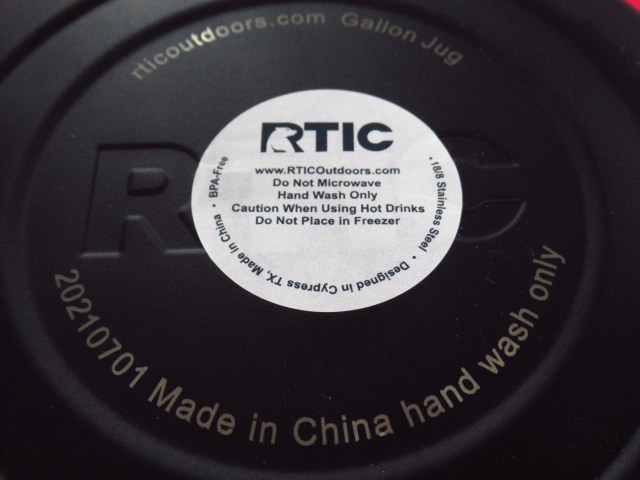 rticoutdoors.com Gallon Jug
RTIC
RTIC
www.RTICOutdoors.com
Do Not Microwave
Hand Wash Only
Caution When Using Hot Drinks
Do Not Place in Freezer
• BPA-Free
• 18/8 Stainless Steel • Designed in Cypress TX, Made in China •
20210701 Made in China hand wash only